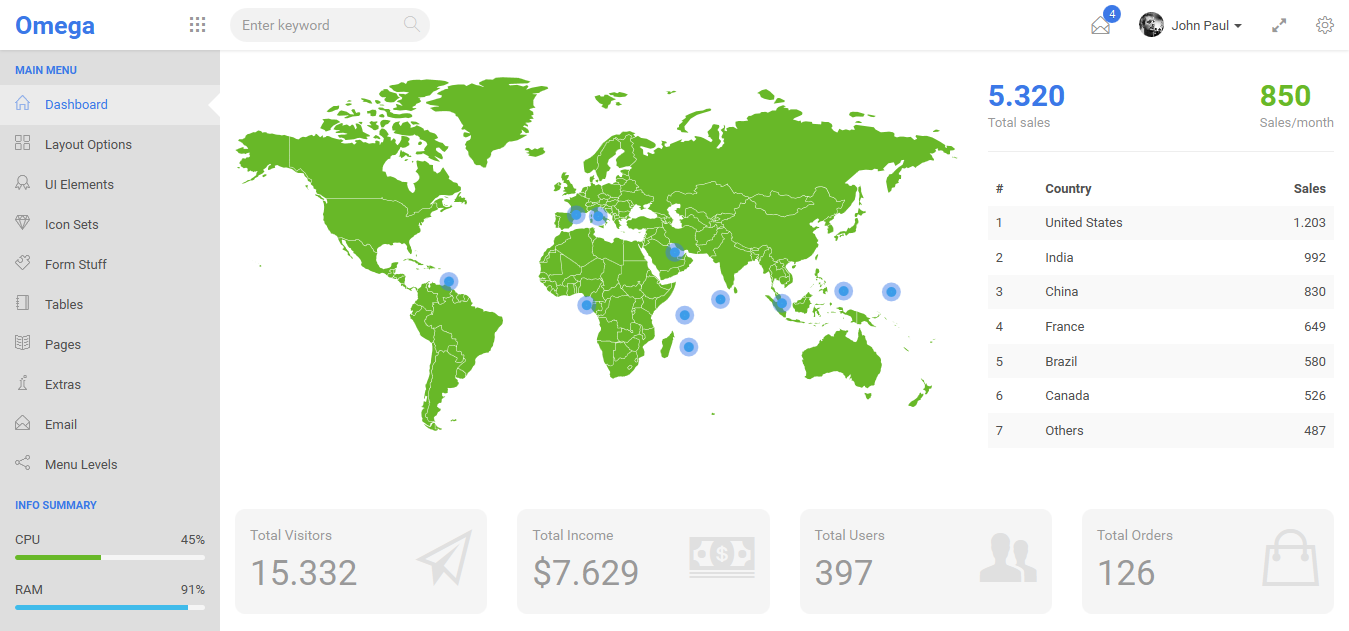 Omega
Enter keyword
4
John Paul
MAIN MENU
Dashboard
Layout Options
UI Elements
Icon Sets
Form Stuff
Tables
Pages
Extras
Email
Menu Levels
INFO SUMMARY
CPU 45%
RAM 91%
5.320 850
Total sales Sales/month
# Country Sales
1 United States 1.203
2 India 992
3 China 830
4 France 649
5 Brazil 580
6 Canada 526
7 Others 487
Total Visitors
15.332
Total Income
$7.629
$
Total Users
397
Total Orders
126